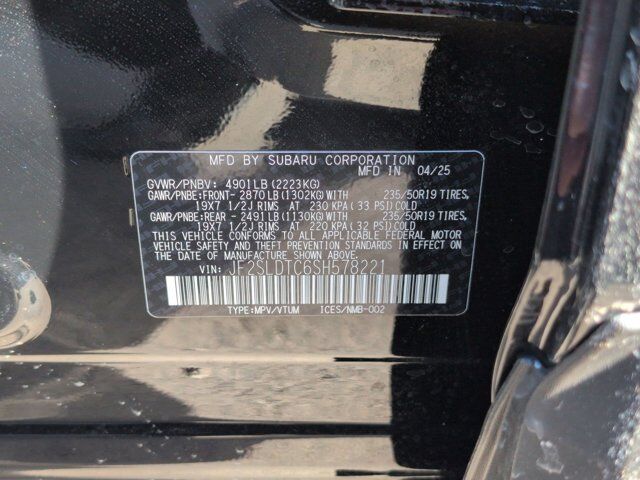 MFD BY SUBARU CORPORATION
MFD IN 04/25
GVWR/PNBV: 4901LB (2223KG)
GAWR/PNBE:FRONT-2870 LB (1302KG)WITH 235/50R19 TIRES,
19X7 1/2J RIMS AT 230 KPA (33 PSI)COLD
GAWR/PNBE:REAR - 2491LB (1130KG)WITH 235/50R19 TIRES,
19X7 1/2J RIMS AT 220 KPA (32 PSI)COLD
THIS VEHICLE CONFORMS TO ALL APPLICABLE FEDERAL MOTOR
VEHICLE SAFETY AND THEFT PREVENTION STANDARDS IN EFFECT ON
THE DATE OF MANUFACTURE SHOWN ABOVE.
VIN: JF2SLDTC6SH578221
TYPE:MPV/VTUM ICES/NMB-002